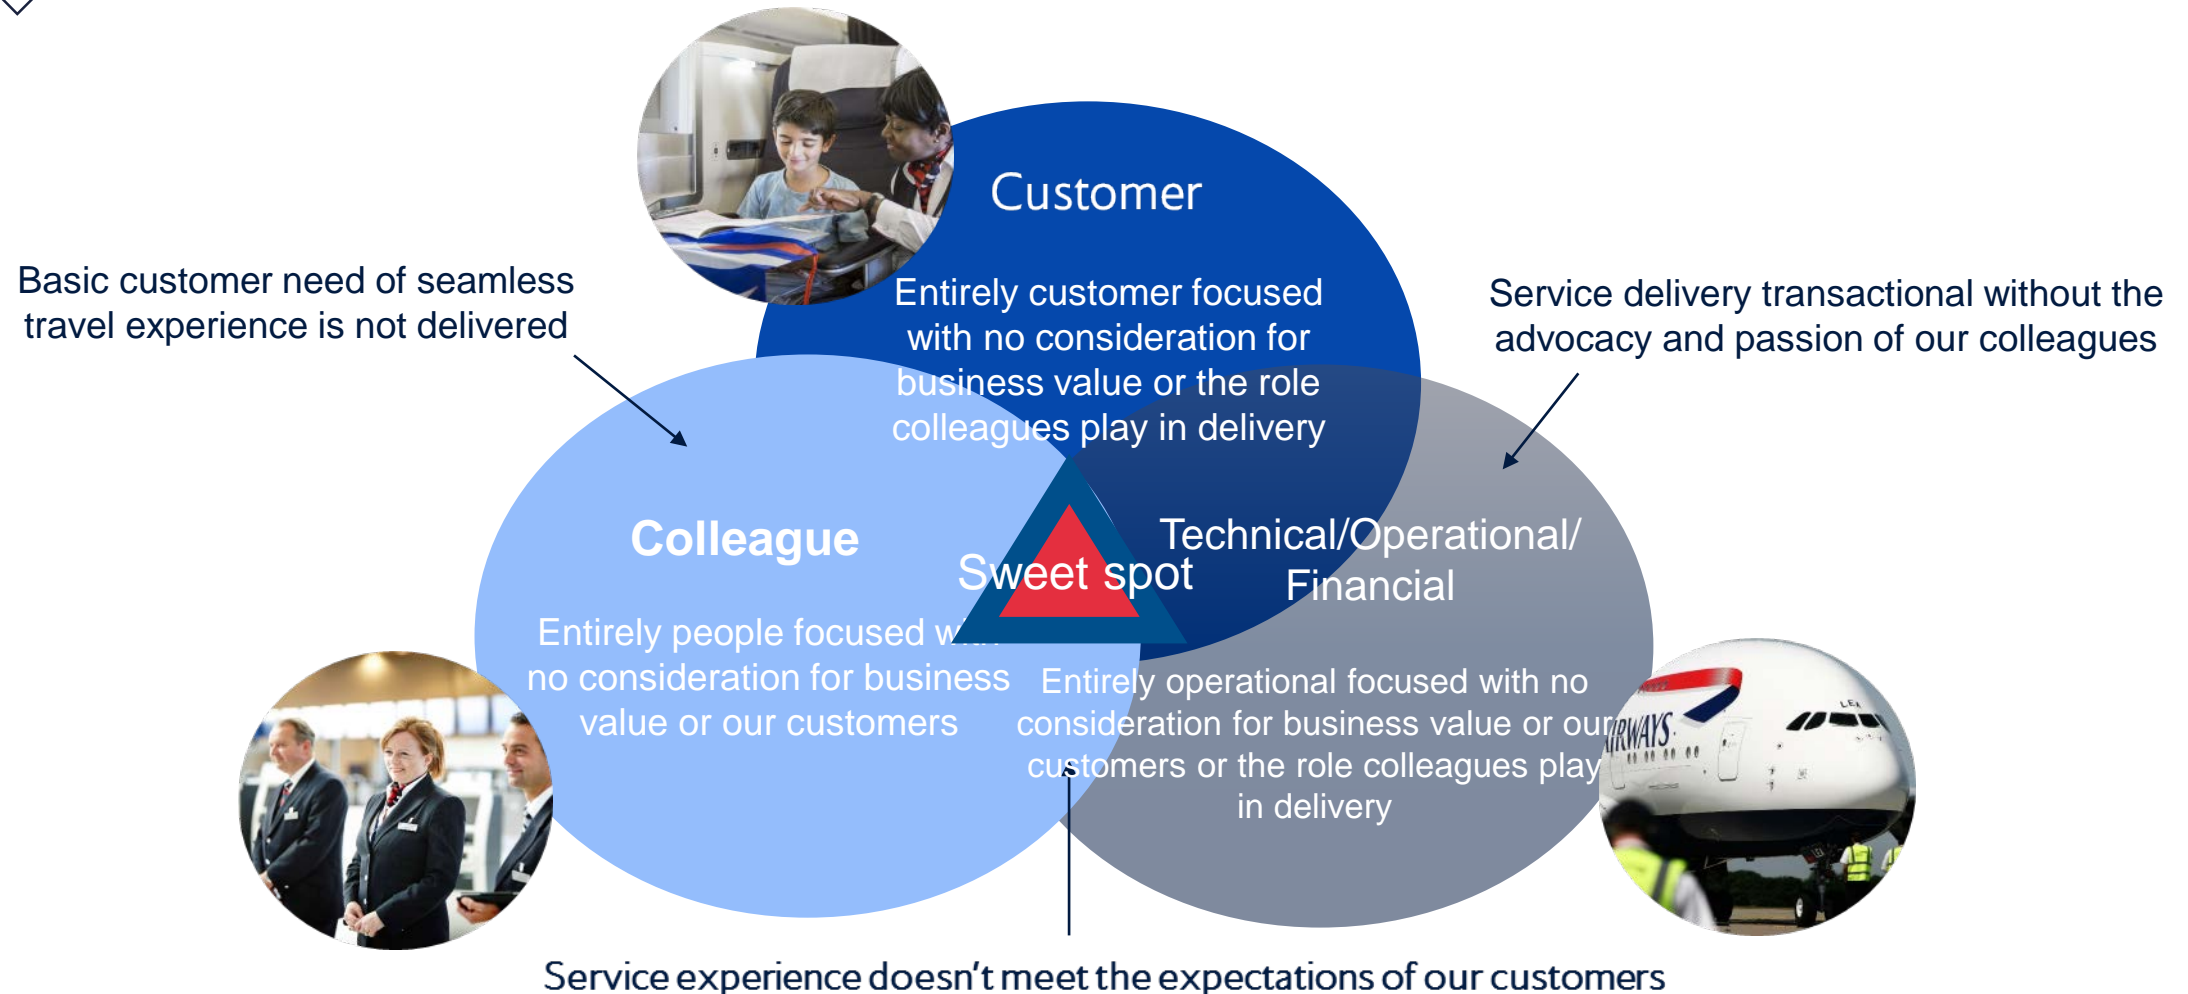 Customer
Basic customer need of seamless
travel experience is not delivered
Entirely customer focused
with no consideration for
business value or the role
colleagues play in delivery
Service delivery transactional without the
advocacy and passion of our colleagues
Colleague
Entirely people focused
no consideration for business
value or our customers
Sweet spot
Technical/Operational/
Financial
Entirely operational focused with no
consideration for business value or our
customers or the role colleagues play
in delivery
IRWAYS
Service experience doesn't meet the expectations of our customers